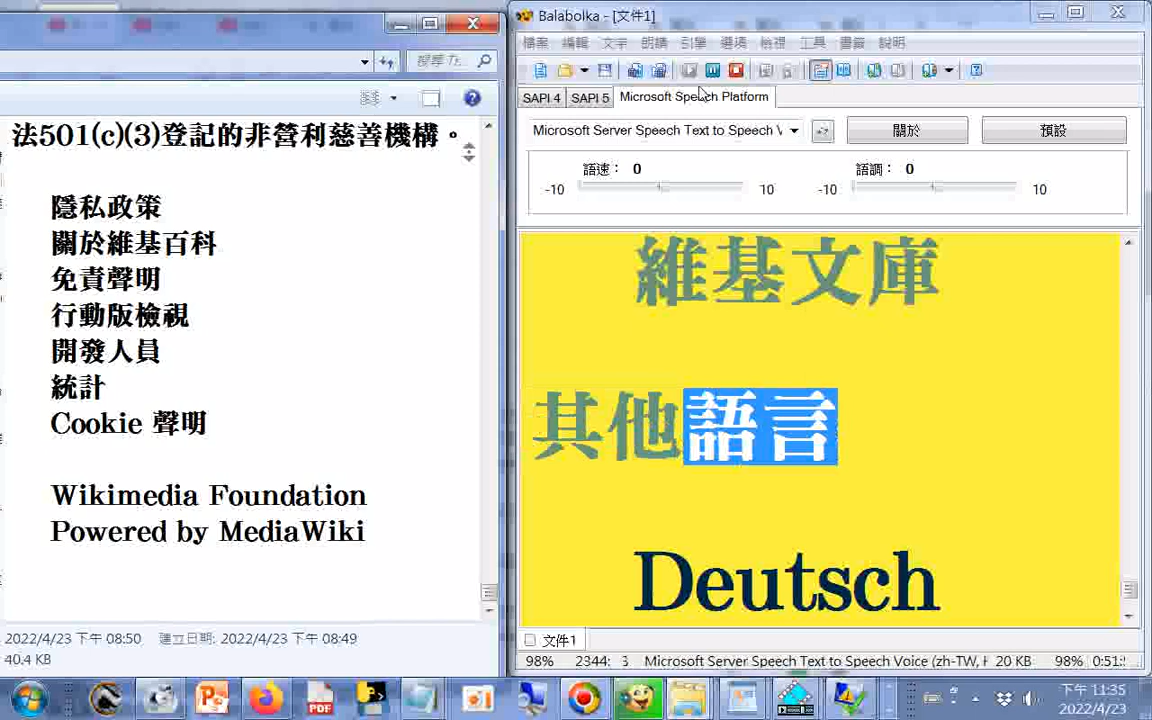 搜尋 在...
法501(c)(3)登記的非營利慈善機構。
隱私政策
關於維基百科
免責聲明
行動版檢視
開發人員
統計
Cookie 聲明
Wikimedia Foundation
Powered by MediaWiki
2022/4/23 下午 08:50 建立日期: 2022/4/23 下午 08:49
40.4 KB
Balabolka - [文件1]
檔案 編輯 文字 朗讀 引擎 選項 檢視 工具 書籤 說明
SAPI 4 SAPI 5 Microsoft Speech Platform
Microsoft Server Speech Text to Speech V 關於 預設
語速： 0 語調： 0
-10 10 -10 10
維基文庫
其他語言
Deutsch
文件1
98% 2344: 3 Microsoft Server Speech Text to Speech Voice (zh-TW, H 20 KB 98% 0:51:
PDF
下午 11:35
2022/4/23